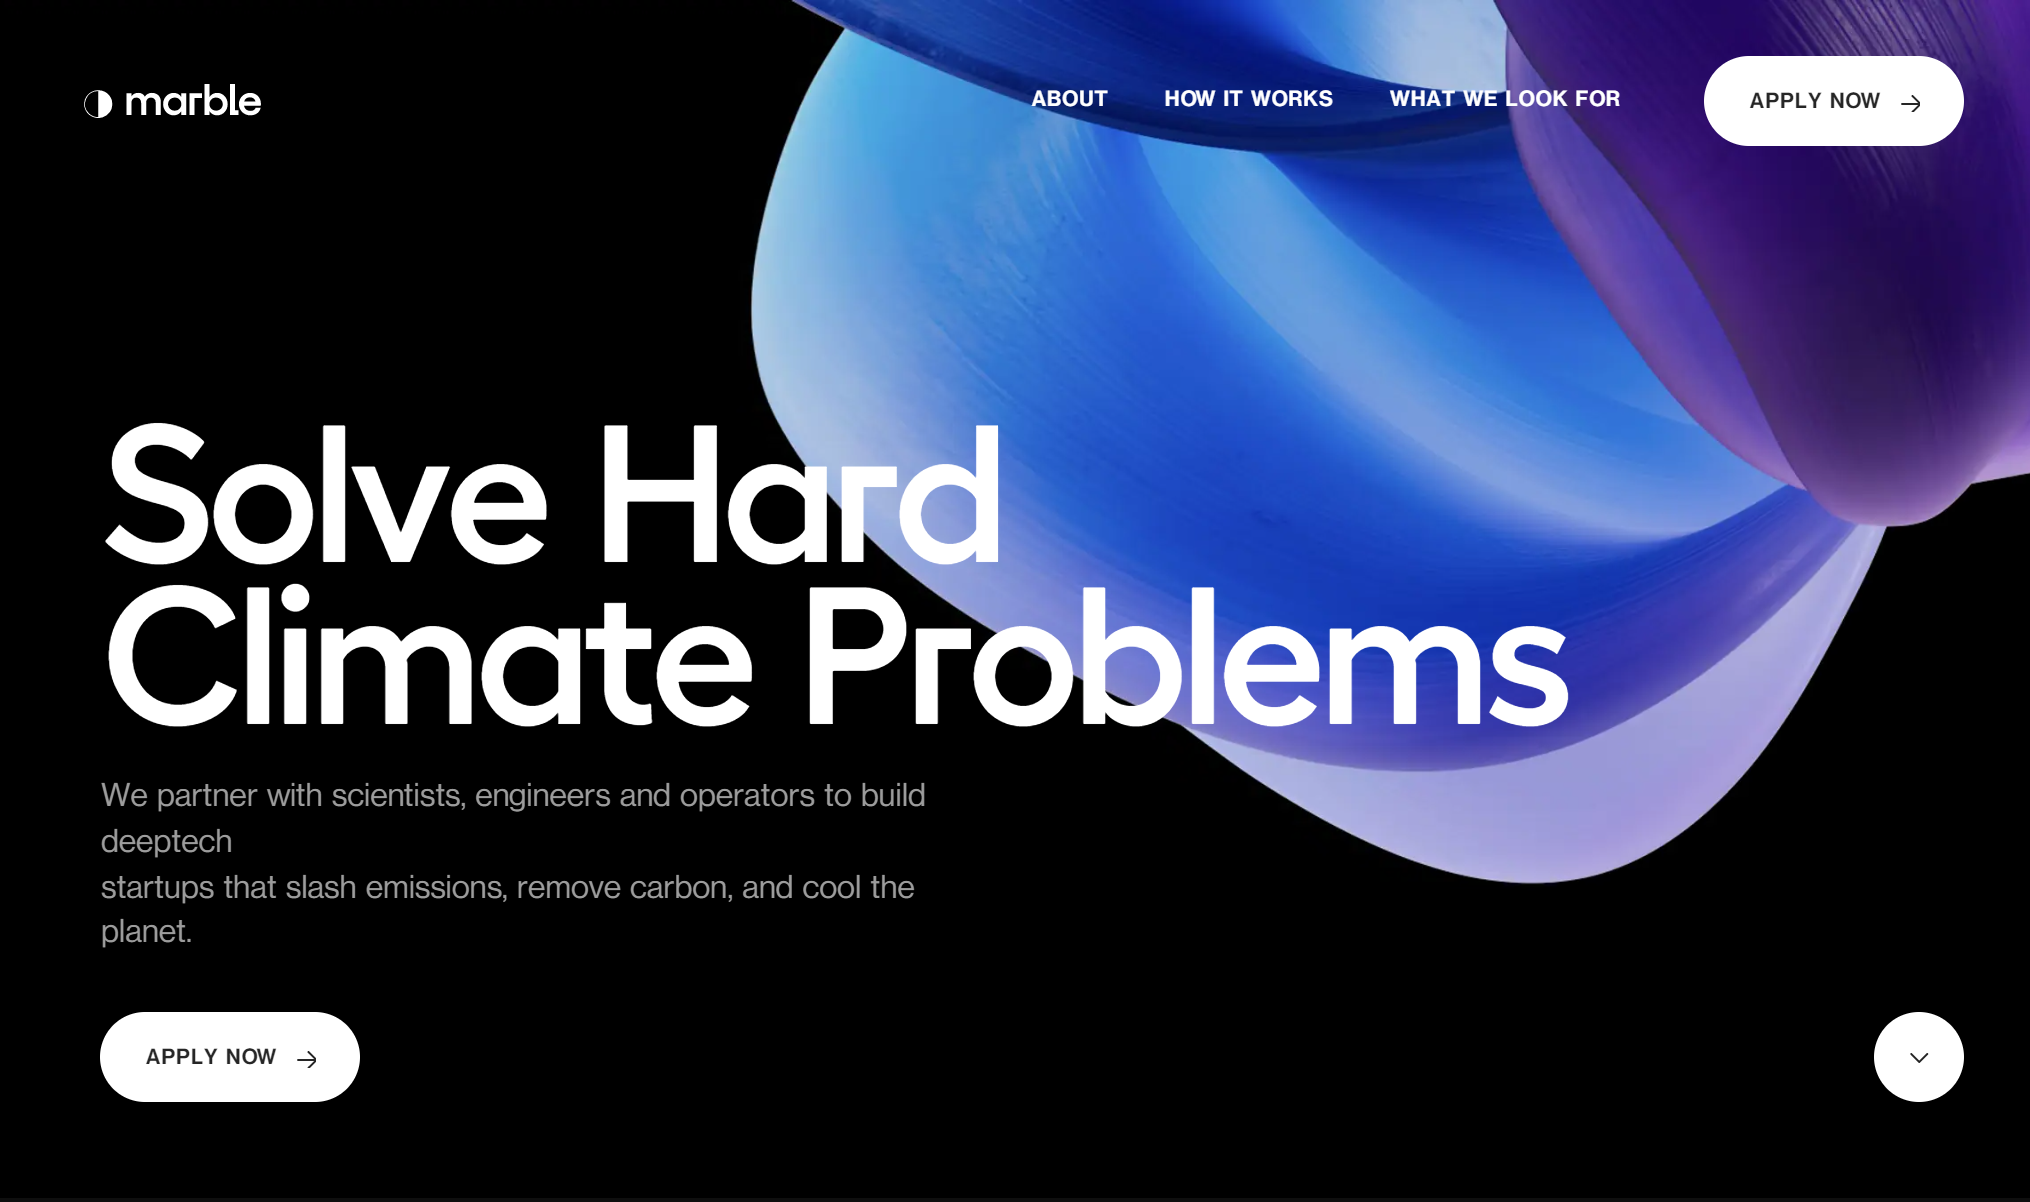 marble
ABOUT
HOW IT WORKS
WHAT WE LOOK FOR
APPLY NOW
Solve Hard
Climate Problems
We partner with scientists, engineers and operators to build
deeptech
startups that slash emissions, remove carbon, and cool the
planet.
APPLY NOW